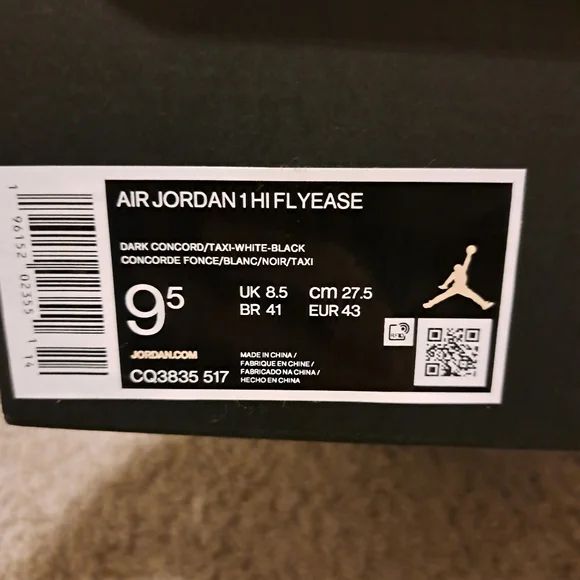 AIR JORDAN 1 HI FLYEASE
DARK CONCORD/TAXI-WHITE-BLACK
CONCORDE FONCE/BLANC/NOIR/TAXI
9⁵
UK 8.5 cm 27.5
BR 41 EUR 43
JORDAN.COM
CQ3835 517
MADE IN CHINA /
FABRIQUE EN CHINE /
FABRICADO NA CHINA /
HECHO EN CHINA
1 96152 02355 1 14